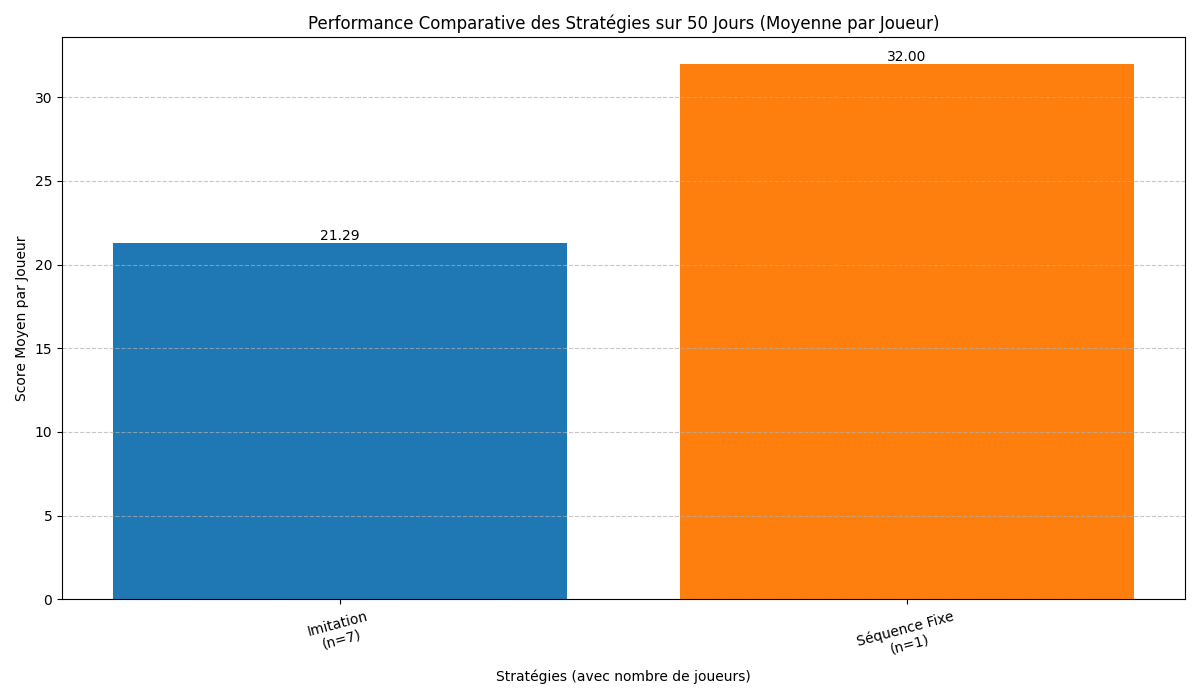 Performance Comparative des Stratégies sur 50 Jours (Moyenne par Joueur)
32.00
30
25
21.29
20
Score Moyen par Joueur
15
10
5
0
Imitation
(n=7)
Séquence Fixe
(n=1)
Stratégies (avec nombre de joueurs)